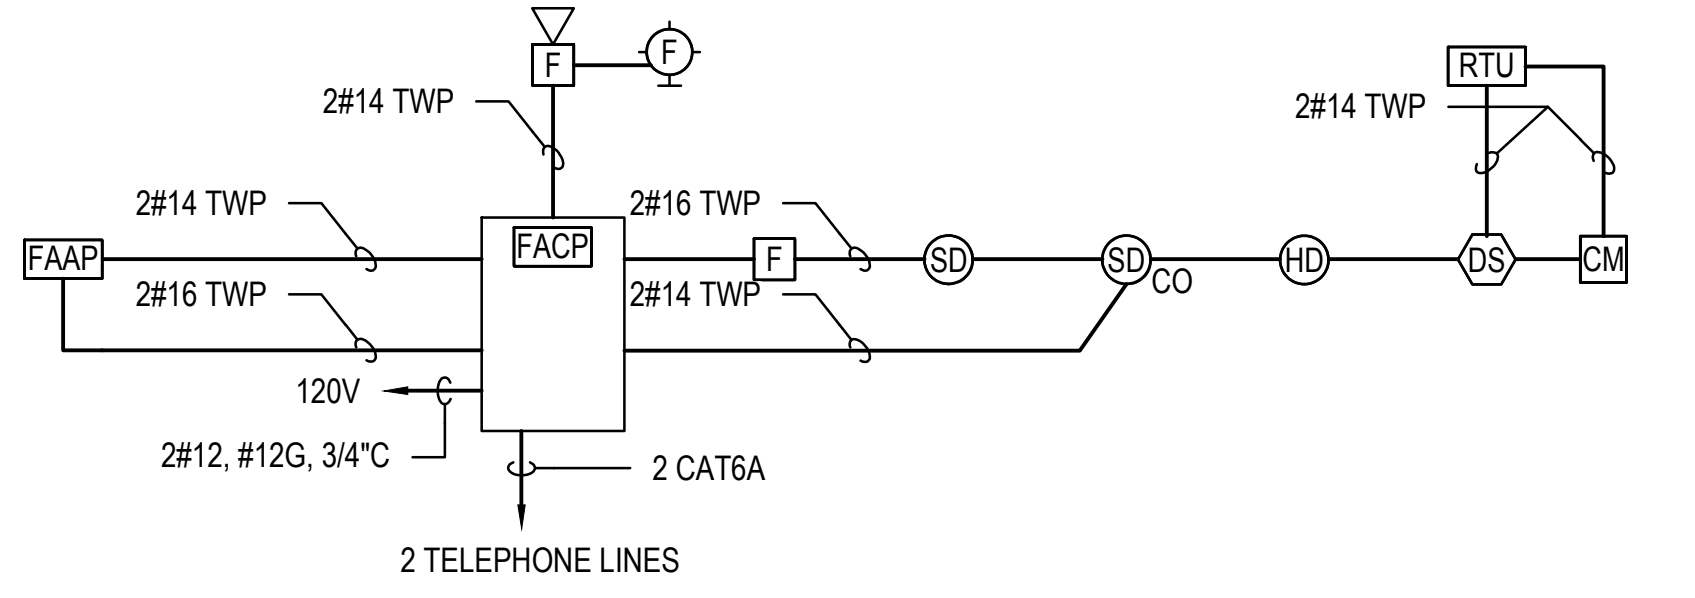 F
F
RTU
2#14 TWP
2#14 TWP
2#14 TWP
2#16 TWP
FACP
FAAP
F
SD
SD
CO
HD
DS
CM
2#16 TWP
2#14 TWP
120V
2#12, #12G, 3/4"C
2 CAT6A
2 TELEPHONE LINES